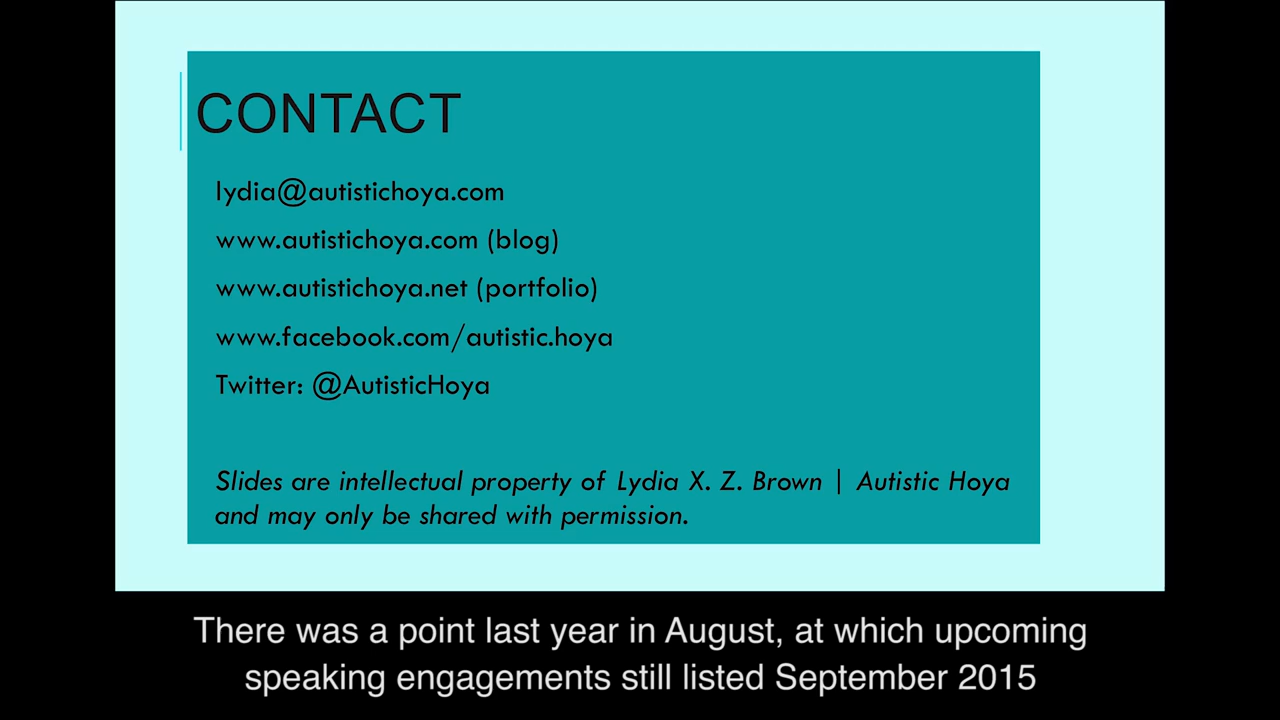 CONTACT
lydia@autistichoya.com
www.autistichoya.com (blog)
www.autistichoya.net (portfolio)
www.facebook.com/autistic.hoya
Twitter: @AutisticHoya
Slides are intellectual property of Lydia X. Z. Brown | Autistic Hoya
and may only be shared with permission.
There was a point last year in August, at which upcoming
speaking engagements still listed September 2015